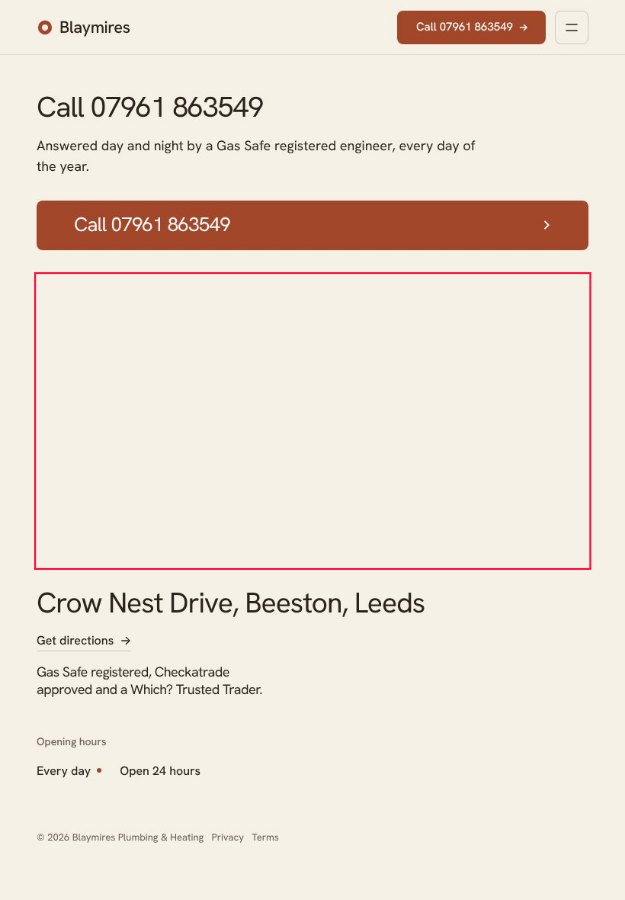 Blaymires
Call 07961 863549 →
Call 07961 863549
Answered day and night by a Gas Safe registered engineer, every day of
the year.
Call 07961 863549
Crow Nest Drive, Beeston, Leeds
Get directions →
Gas Safe registered, Checkatrade
approved and a Which? Trusted Trader.
Opening hours
Every day • Open 24 hours
© 2026 Blaymires Plumbing & Heating Privacy Terms